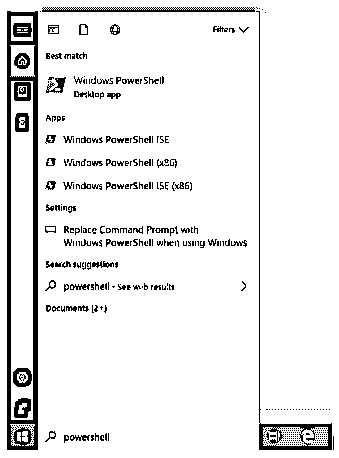 Filters
Best match
Windows PowerShell
Desktop app
Apps
Windows PowerShell ISE
Windows PowerShell (x86)
Windows PowerShell ISE (x86)
Settings
Replace Command Prompt with
Windows PowerShell when using Windows
Search suggestions
powershell - See web results
Documents (2+)
powershell